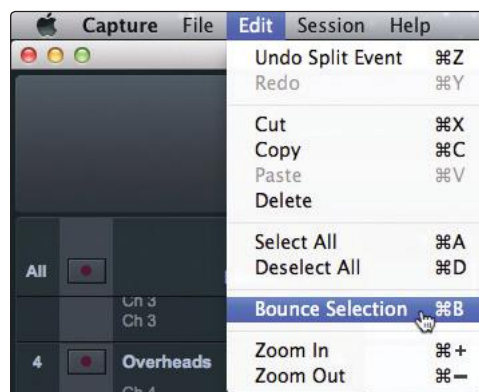 Capture File Edit Session Help
Undo Split Event ⌘Z
Redo ⌘Y
Cut ⌘X
Copy ⌘C
Paste ⌘V
Delete
Select All ⌘A
Deselect All ⌘D
All
Bounce Selection ⌘B
Ch 3
Ch 3
Zoom In ⌘+
4 Overheads
Zoom Out ⌘−
Ch 4